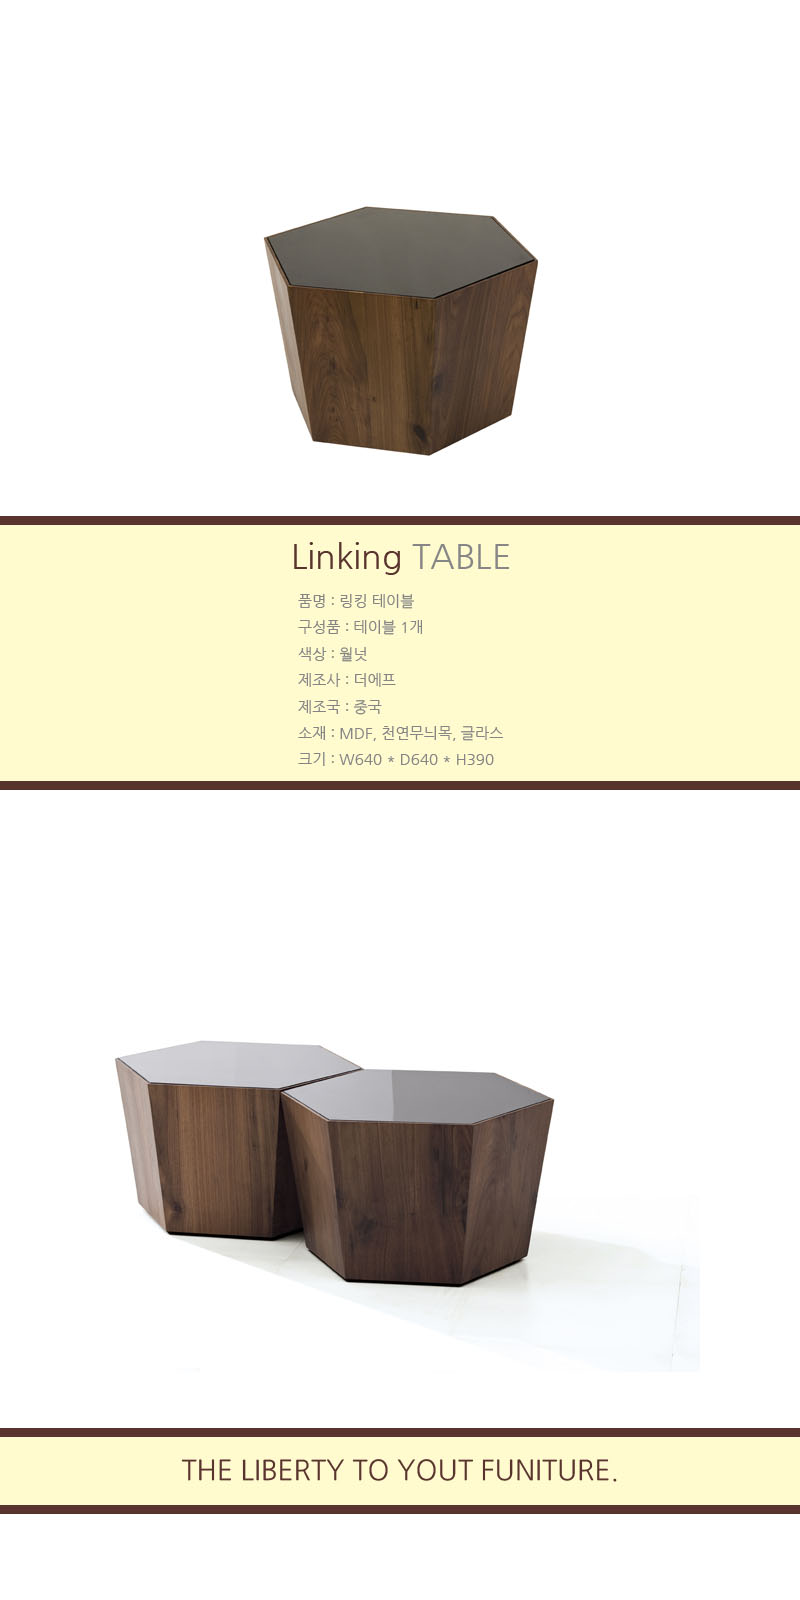 Linking TABLE
품명 : 링킹 테이블
구성품 : 테이블 1개
색상 : 월넛
제조사 : 더에프
제조국 : 중국
소재 : MDF, 천연무늬목, 글라스
크기 : W640 * D640 * H390
THE LIBERTY TO YOUT FUNITURE.